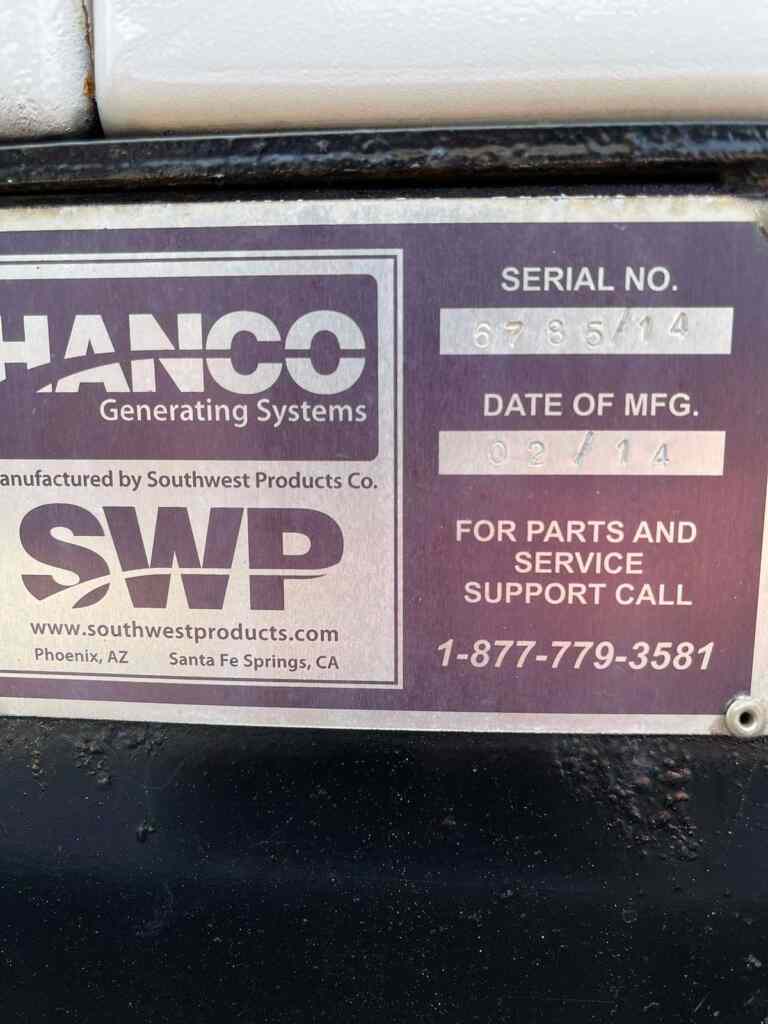 HANCO
Generating Systems
anufactured by Southwest Products Co.
SWP
www.southwestproducts.com
Phoenix, AZ Santa Fe Springs, CA
SERIAL NO.
6785/14
DATE OF MFG.
02/14
FOR PARTS AND
SERVICE
SUPPORT CALL
1-877-779-3581